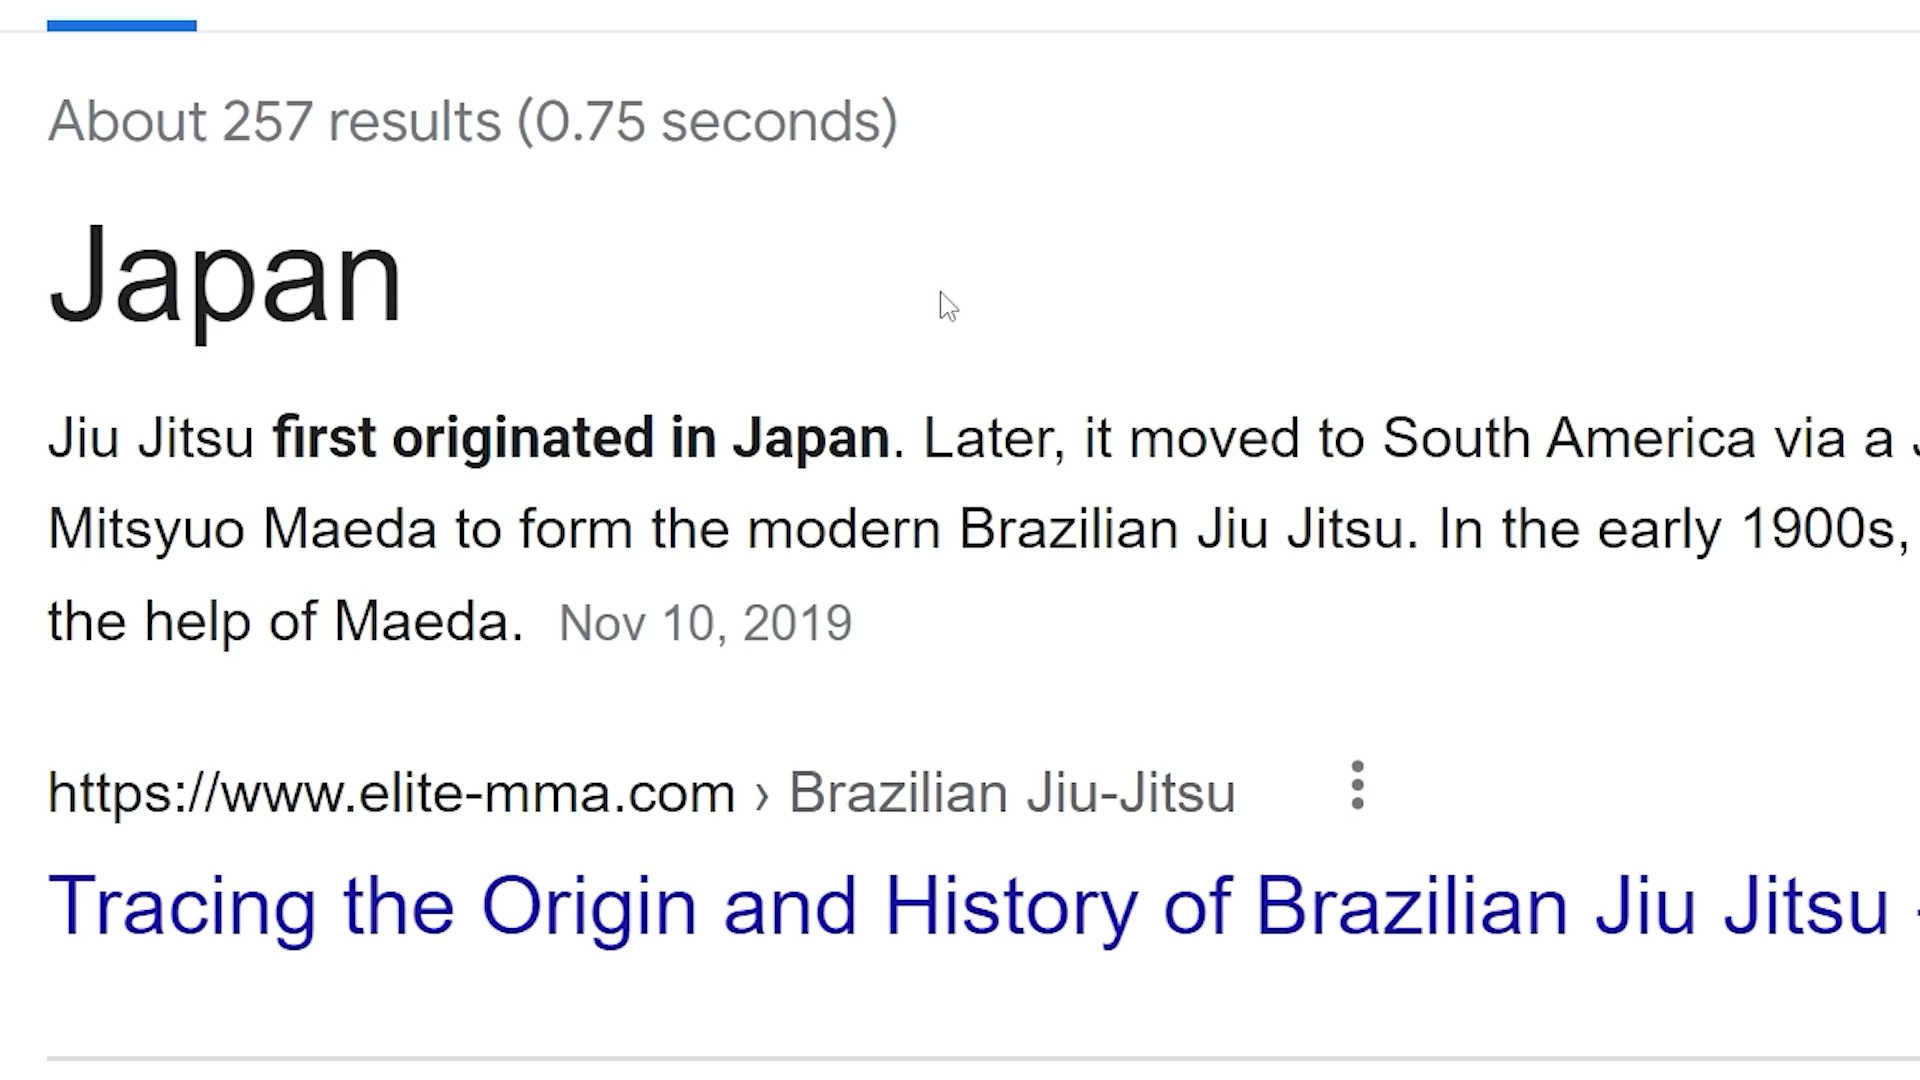 About 257 results (0.75 seconds)
Japan
Jiu Jitsu first originated in Japan. Later, it moved to South America via a
Mitsyuo Maeda to form the modern Brazilian Jiu Jitsu. In the early 1900s,
the help of Maeda. Nov 10, 2019
https://www.elite-mma.com › Brazilian Jiu-Jitsu
Tracing the Origin and History of Brazilian Jiu Jitsu